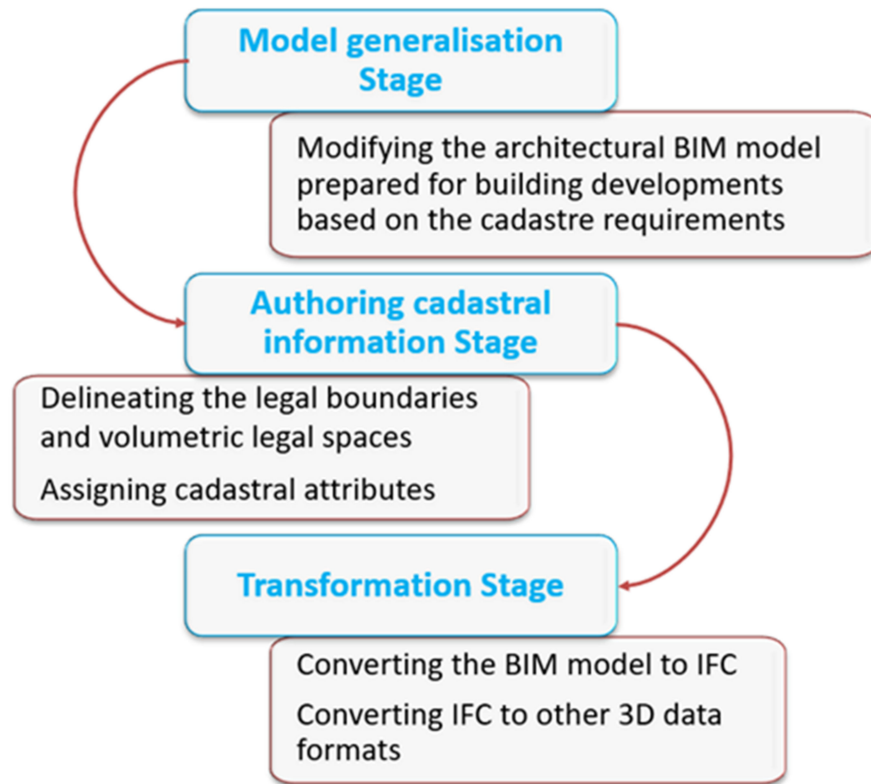 Model generalisation
Stage
Modifying the architectural BIM model
prepared for building developments
based on the cadastre requirements
Authoring cadastral
information Stage
Delineating the legal boundaries
and volumetric legal spaces
Assigning cadastral attributes
Transformation Stage
Converting the BIM model to IFC
Converting IFC to other 3D data
formats